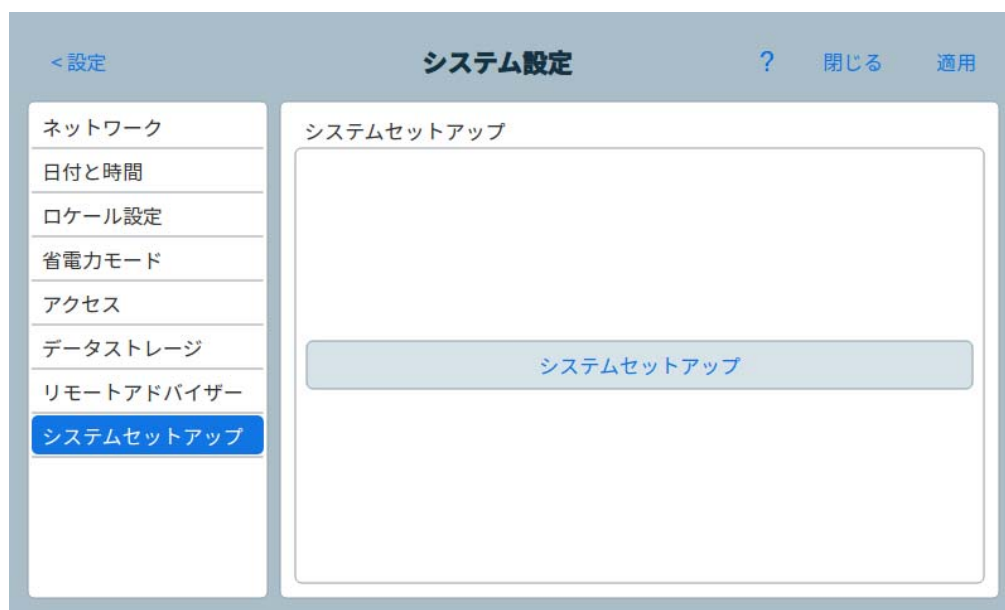 <設定 システム設定 ? 閉じる 適用
ネットワーク
日付と時間
ロケール設定
省電力モード
アクセス
データストレージ
リモートアドバイザー
システムセットアップ
システムセットアップ
システムセットアップ